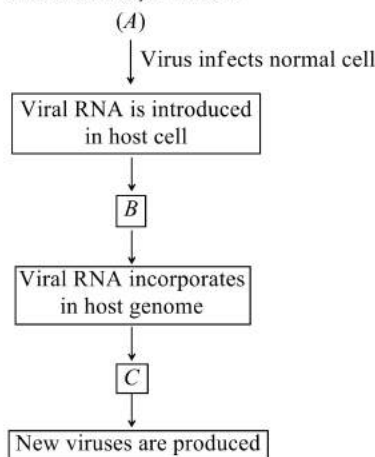 (A)
Virus infects normal cell
Viral RNA is introduced
in host cell
B
Viral RNA incorporates
in host genome
C
New viruses are produced